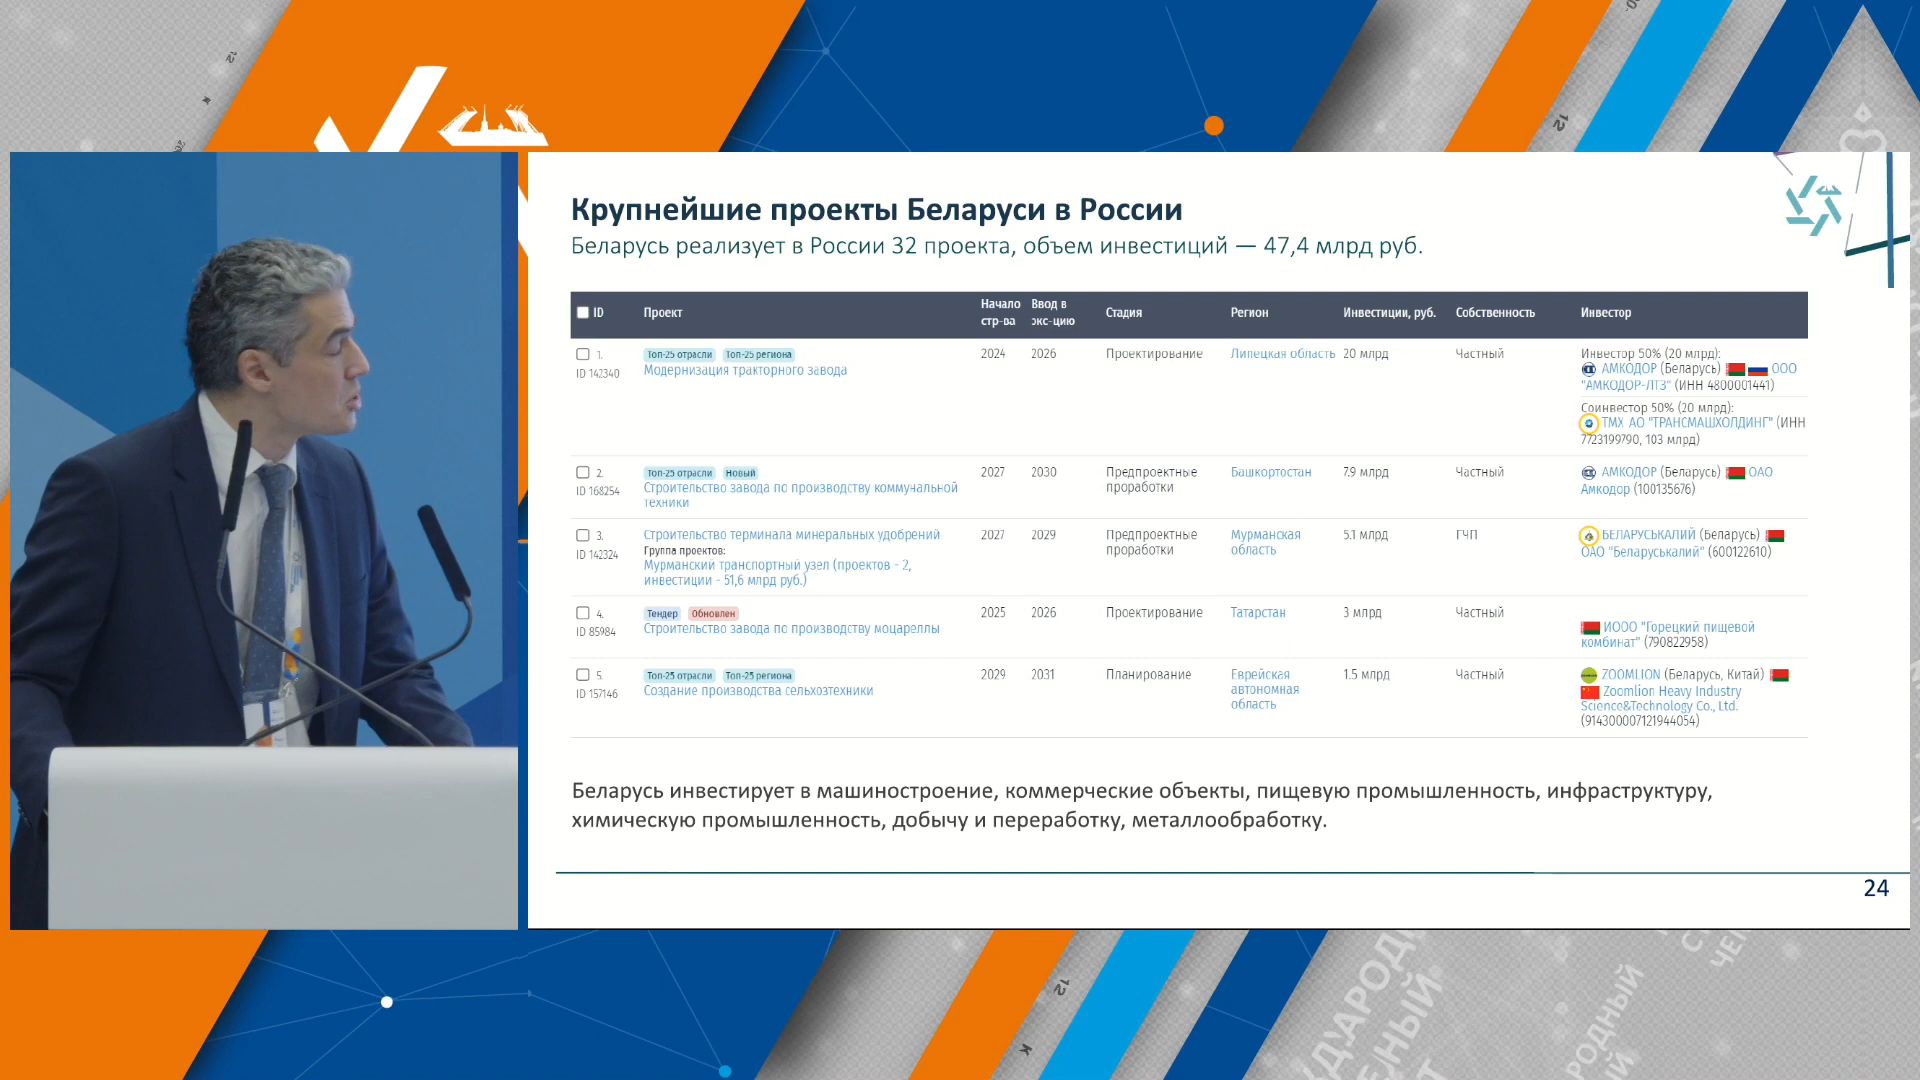 Крупнейшие проекты Беларуси в России
Беларусь реализует в России 32 проекта, объем инвестиций — 47,4 млрд руб.
ID Проект Начало стр-ва Ввод в экс-цию Стадия Регион Инвестиции, руб. Собственность Инвестор
1. Топ-25 отрасли Топ-25 региона 2024 2026 Проектирование Липецкая область 20 млрд Частный Инвестор 50% (20 млрд):
ID 142340 Модернизация тракторного завода АМКОДОР (Беларусь) ООО
"АМКОДОР-ЛТЗ" (ИНН 4800001441)
Соинвестор 50% (20 млрд):
ТМХ АО "ТРАНСМАШХОЛДИНГ" (ИНН
7723199790, 103 млрд)
2. Топ-25 отрасли Новый 2027 2030 Предпроектные Башкортостан 7.9 млрд Частный АМКОДОР (Беларусь) ОАО
ID 168254 Строительство завода по производству коммунальной проработки Амкодор (100135676)
техники
3. Строительство терминала минеральных удобрений 2027 2029 Предпроектные Мурманская 5.1 млрд ГЧП БЕЛАРУСЬКАЛИЙ (Беларусь)
ID 142324 Группа проектов: проработки область ОАО "Беларуськалий" (600122610)
Мурманский транспортный узел (проектов - 2,
инвестиции - 51,6 млрд руб.)
4. Тендер Обновлен 2025 2026 Проектирование Татарстан 3 млрд Частный
ID 85984 Строительство завода по производству моцареллы ИООО "Горецкий пищевой
комбинат" (790822958)
5. Топ-25 отрасли Топ-25 региона 2029 2031 Планирование Еврейская 1.5 млрд Частный ZOOMLION (Беларусь, Китай)
ID 157146 Создание производства сельхозтехники автономная Zoomlion Heavy Industry
область Science&Technology Co., Ltd.
(914300007121944054)
Беларусь инвестирует в машиностроение, коммерческие объекты, пищевую промышленность, инфраструктуру,
химическую промышленность, добычу и переработку, металлообработку.
24